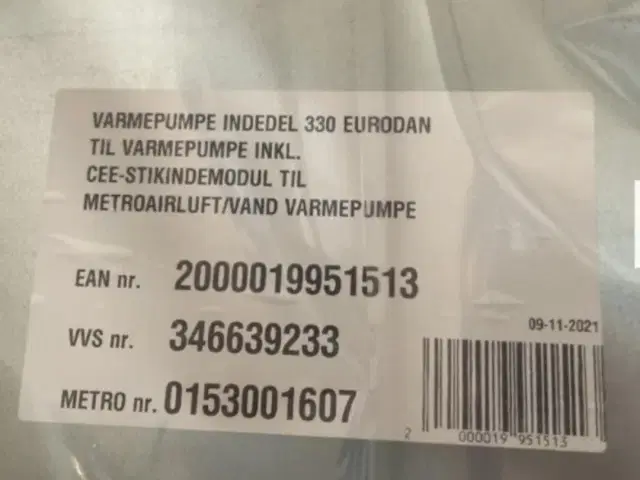 VARMEPUMPE INDEDEL 330 EURODAN
TIL VARMEPUMPE INKL.
CEE-STIKINDEMODUL TIL
METROAIRLUFT/VAND VARMEPUMPE
EAN nr. 2000019951513
VVS nr. 346639233
09-11-2021
METRO nr. 0153001607
2 000019 951513